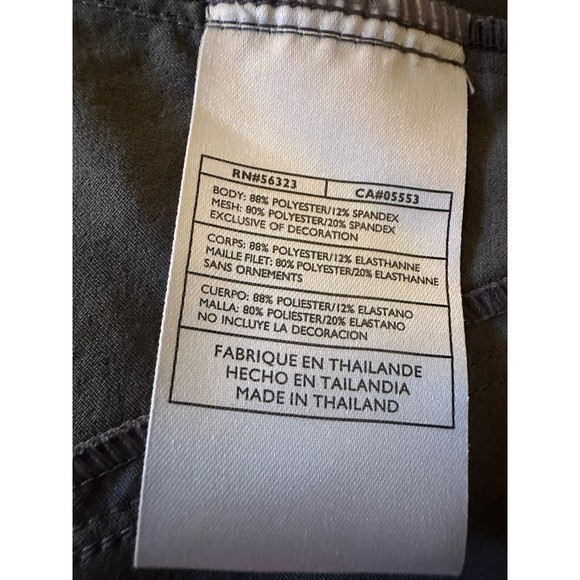 RN#56323 CA#05553
BODY: 88% POLYESTER/12% SPANDEX
MESH: 80% POLYESTER/20% SPANDEX
EXCLUSIVE OF DECORATION
CORPS: 88% POLYESTER/12% ELASTHANNE
MAILLE FILET: 80% POLYESTER/20% ELASTHANNE
SANS ORNEMENTS
CUERPO: 88% POLIESTER/12% ELASTANO
MALLA: 80% POLIESTER/20% ELASTANO
NO INCLUYE LA DECORACION
FABRIQUE EN THAILANDE
HECHO EN TAILANDIA
MADE IN THAILAND